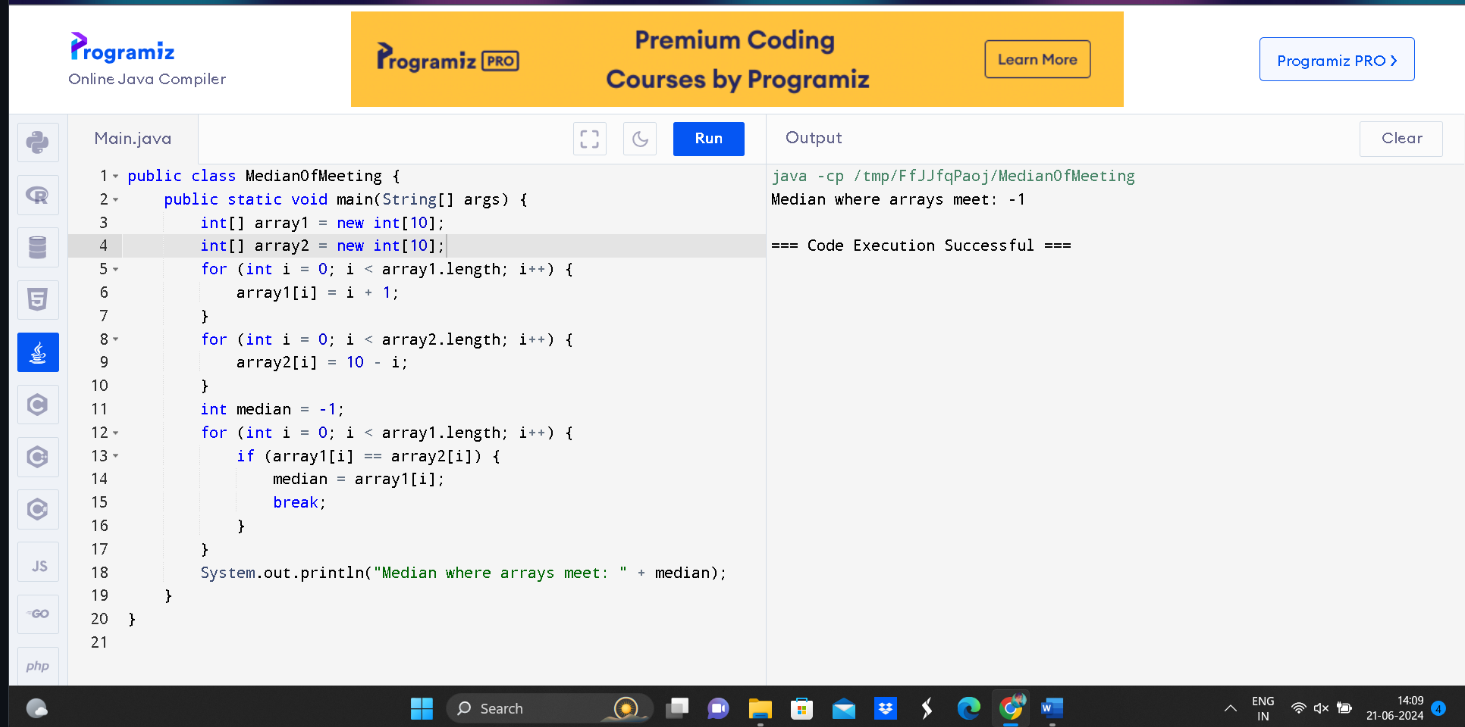 Programiz
Online Java Compiler
Programiz PRO
Premium Coding
Courses by Programiz
Learn More
Programiz PRO >
Main.java
Run
Output
Clear
1 public class MedianOfMeeting {
2     public static void main(String[] args) {
3         int[] array1 = new int[10];
4         int[] array2 = new int[10];
5         for (int i = 0; i < array1.length; i++) {
6             array1[i] = i + 1;
7         }
8         for (int i = 0; i < array2.length; i++) {
9             array2[i] = 10 - i;
10         }
11         int median = -1;
12         for (int i = 0; i < array1.length; i++) {
13             if (array1[i] == array2[i]) {
14                 median = array1[i];
15                 break;
16             }
17         }
18         System.out.println("Median where arrays meet: " + median);
19     }
20 }
21
java -cp /tmp/FfJJfqPaoj/MedianOfMeeting
Median where arrays meet: -1
=== Code Execution Successful ===
R
5
C
C
C
JS
GO
php
Search
W
ENG
IN
14:09
21-06-2024
4